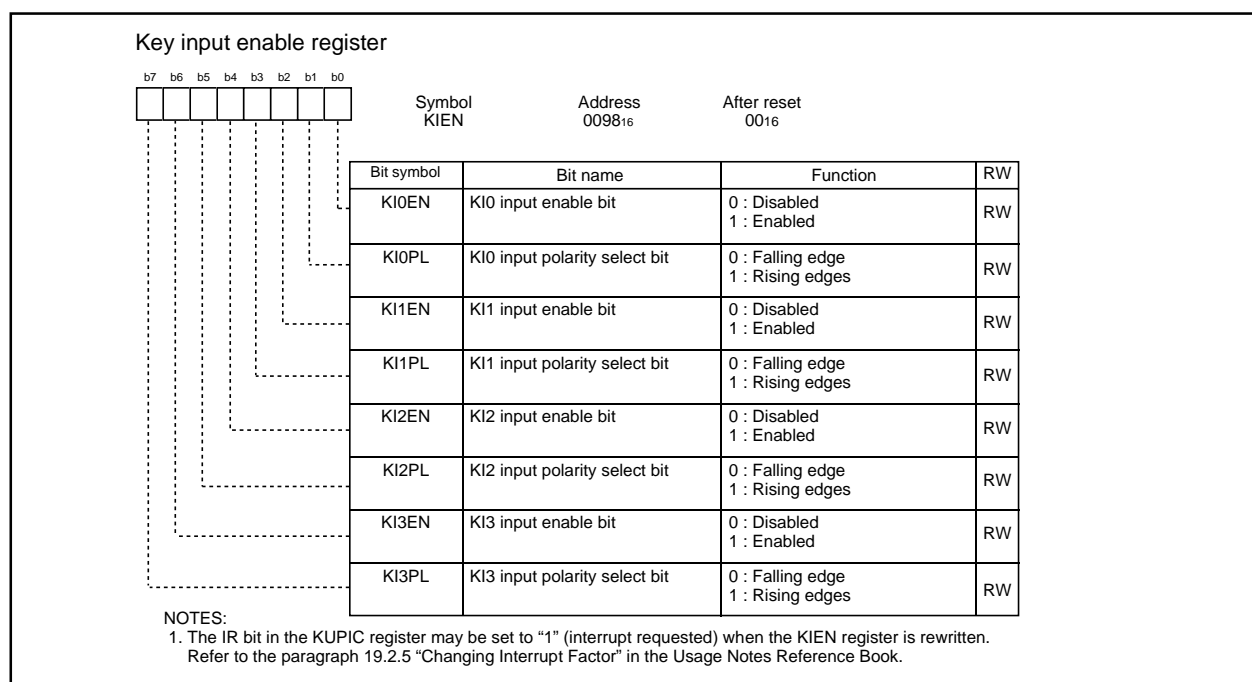 Key input enable register
b7 b6 b5 b4 b3 b2 b1 b0
Symbol Address After reset
KIEN 009816 0016
Bit symbol Bit name Function RW
KI0EN KI0 input enable bit 0 : Disabled
1 : Enabled RW
KI0PL KI0 input polarity select bit 0 : Falling edge
1 : Rising edges RW
KI1EN KI1 input enable bit 0 : Disabled
1 : Enabled RW
KI1PL KI1 input polarity select bit 0 : Falling edge
1 : Rising edges RW
KI2EN KI2 input enable bit 0 : Disabled
1 : Enabled RW
KI2PL KI2 input polarity select bit 0 : Falling edge
1 : Rising edges RW
KI3EN KI3 input enable bit 0 : Disabled
1 : Enabled RW
KI3PL KI3 input polarity select bit 0 : Falling edge
1 : Rising edges RW
NOTES:
1. The IR bit in the KUPIC register may be set to “1” (interrupt requested) when the KIEN register is rewritten.
Refer to the paragraph 19.2.5 “Changing Interrupt Factor” in the Usage Notes Reference Book.